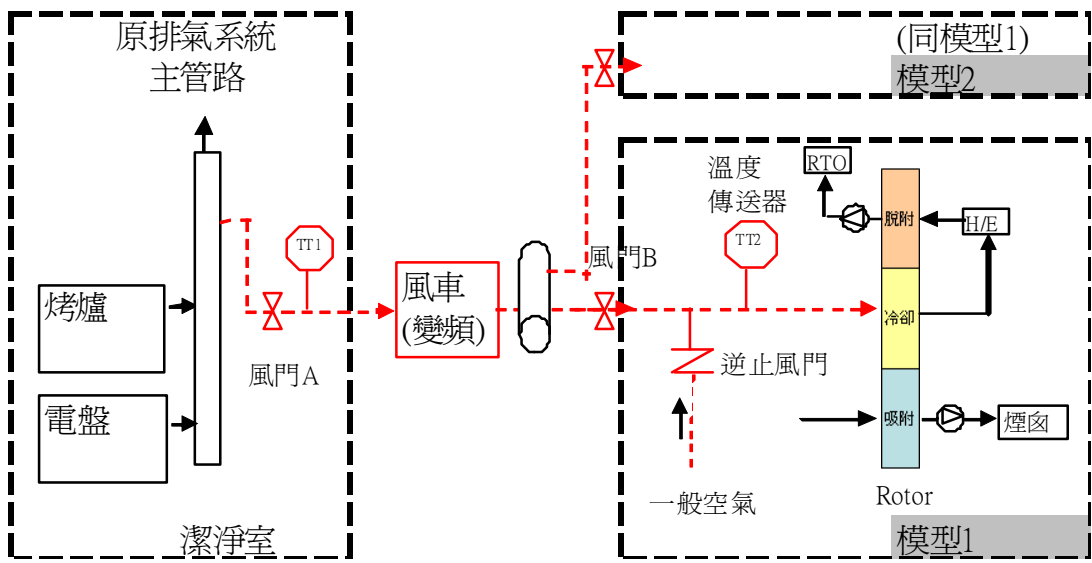 原排氣系統
主管路
烤爐
電盤
TT1
風門A
潔淨室
風車
(變頻)
(同模型1)
模型2
風門B
溫度
傳送器
TT2
RTO
脫附
H/E
冷卻
逆止風門
吸附
煙囪
一般空氣
Rotor
模型1